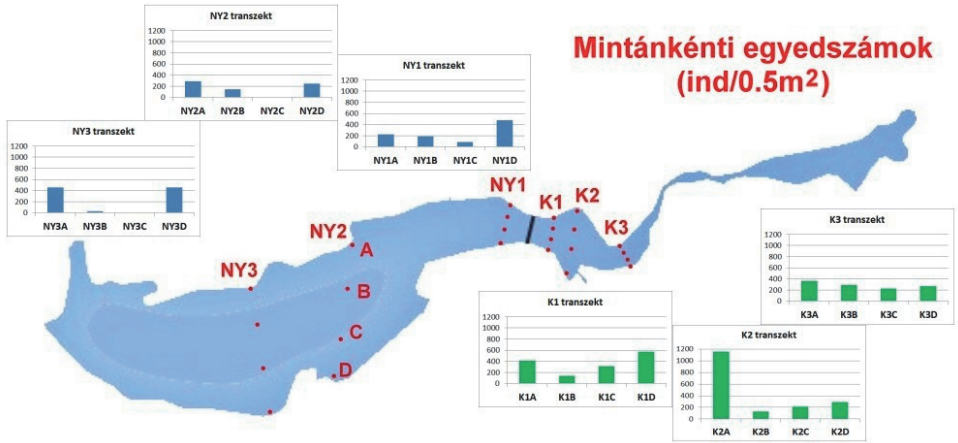 Mintánkénti egyedszámok
(ind/0.5m²)
NY2 transzekt
1200
1000
800
600
400
200
0
NY2A NY2B NY2C NY2D
NY1 transzekt
1200
1000
800
600
400
200
0
NY1A NY1B NY1C NY1D
NY3 transzekt
1200
1000
800
600
400
200
0
NY3A NY3B NY3C NY3D
NY1
K1
K2
K3
NY2
A
NY3
B
C
D
K3 transzekt
1200
1000
800
600
400
200
0
K3A K3B K3C K3D
K1 transzekt
1200
1000
800
600
400
200
0
K1A K1B K1C K1D
K2 transzekt
1200
1000
800
600
400
200
0
K2A K2B K2C K2D